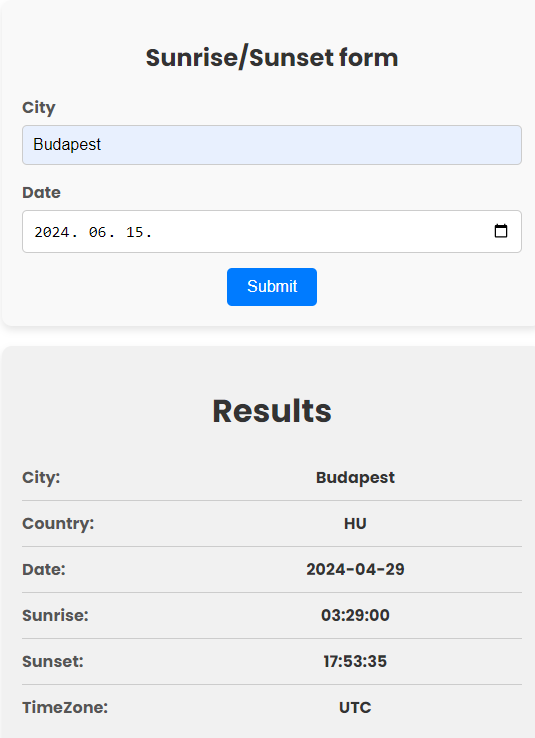 Sunrise/Sunset form
City
Budapest
Date
2024. 06. 15.
Submit
Results
City: Budapest
Country: HU
Date: 2024-04-29
Sunrise: 03:29:00
Sunset: 17:53:35
TimeZone: UTC